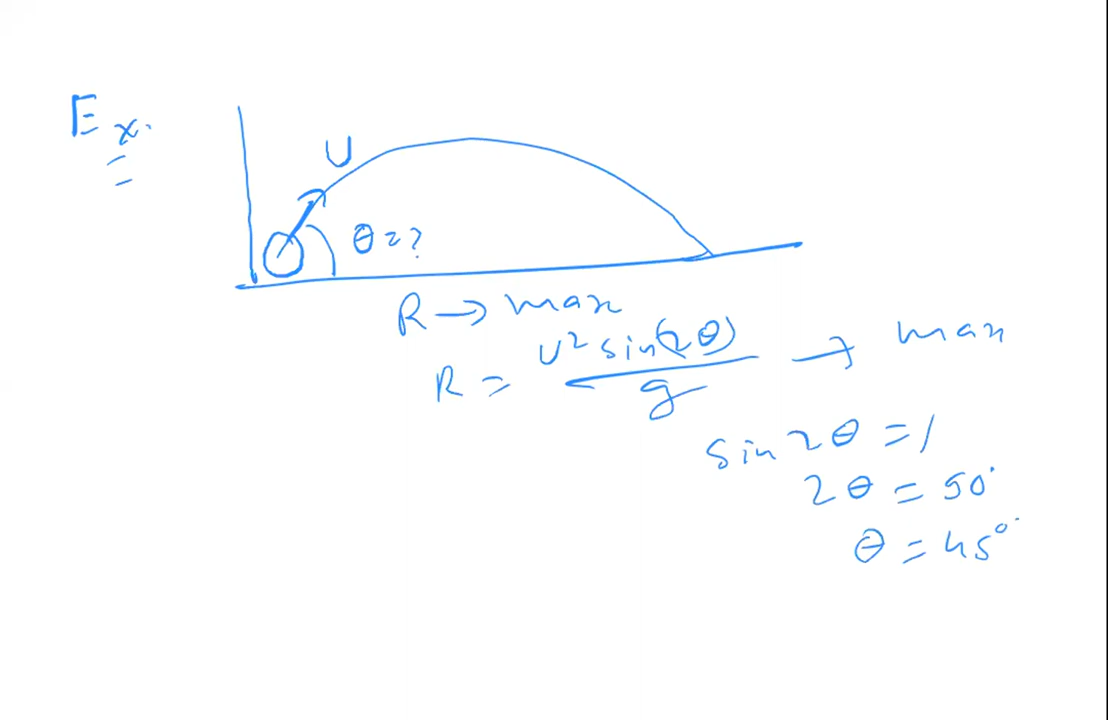 Ex.
U
θ = ?
R → max
R = U² sin(2θ) / g → max
sin 2θ = 1
2θ = 90°
θ = 45°